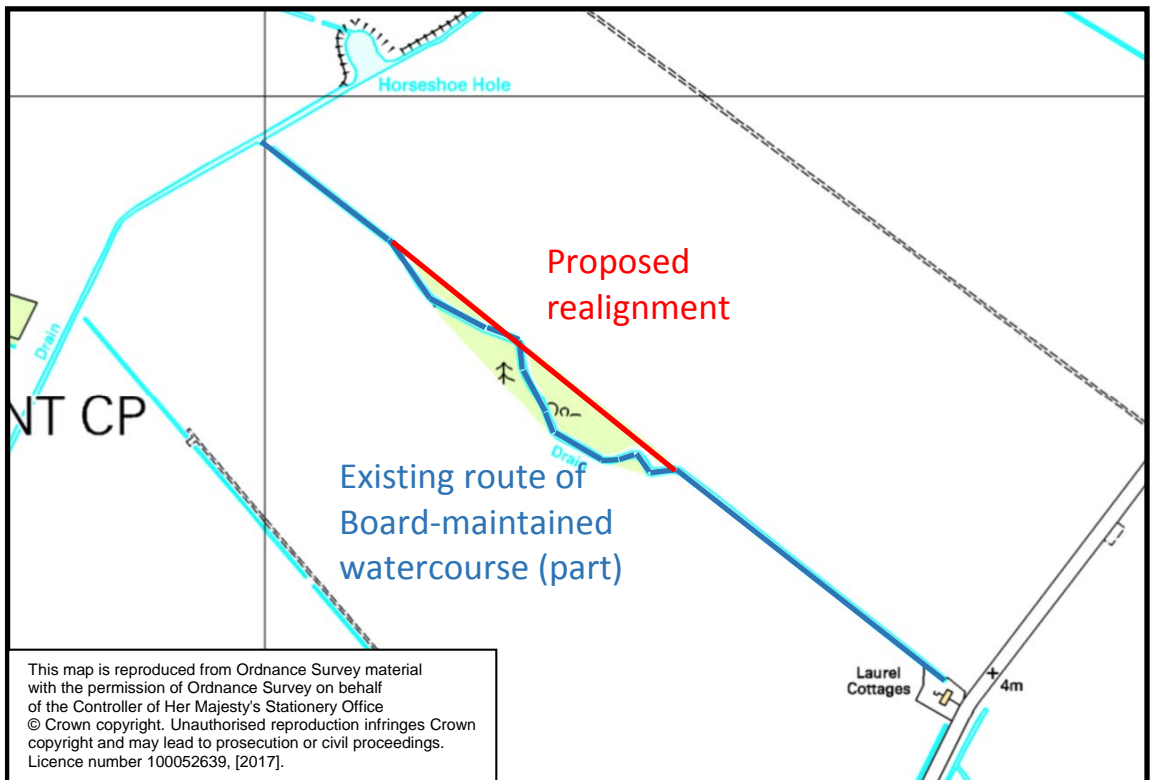 Horseshoe Hole
Proposed
realignment
Drain
NT CP
Drain
Existing route of
Board-maintained
watercourse (part)
Laurel
Cottages
4m
This map is reproduced from Ordnance Survey material
with the permission of Ordnance Survey on behalf
of the Controller of Her Majesty's Stationery Office
© Crown copyright. Unauthorised reproduction infringes Crown
copyright and may lead to prosecution or civil proceedings.
Licence number 100052639, [2017].